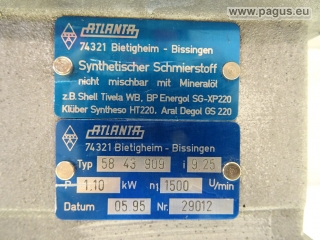 © www.pagus.eu
ATLANTA
74321 Bietigheim - Bissingen
Synthetischer Schmierstoff
nicht mischbar mit Mineralöl
z.B. Shell Tivela WB, BP Energol SG-XP220
Klüber Syntheso HT220. Aral Degol GS 220
ATLANTA
74321 Bietigheim - Bissingen
Typ 58 43 909 i 9.25
P 1.10 kW n1 1500 U/min
Datum 05.95 Nr. 29012